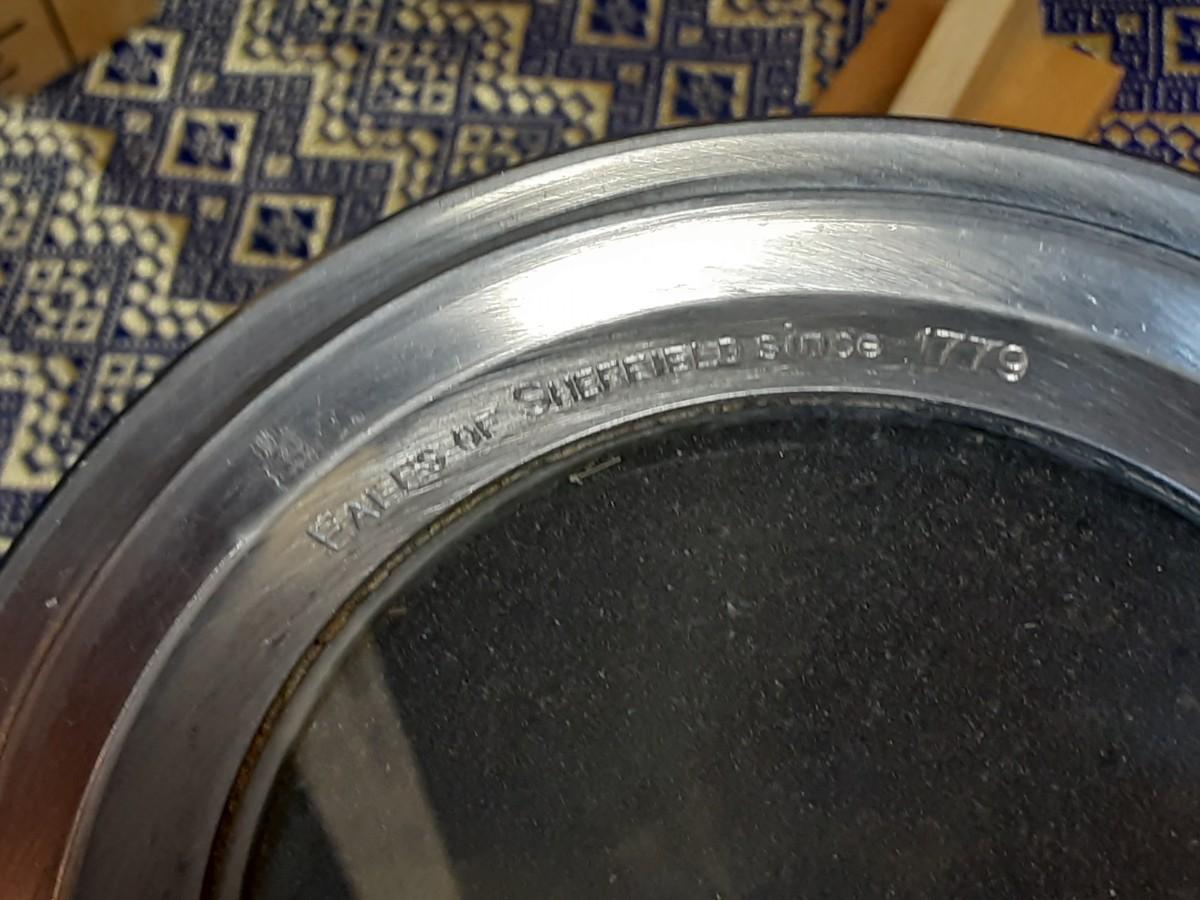 EALES OF SHEFFIELD since 1779